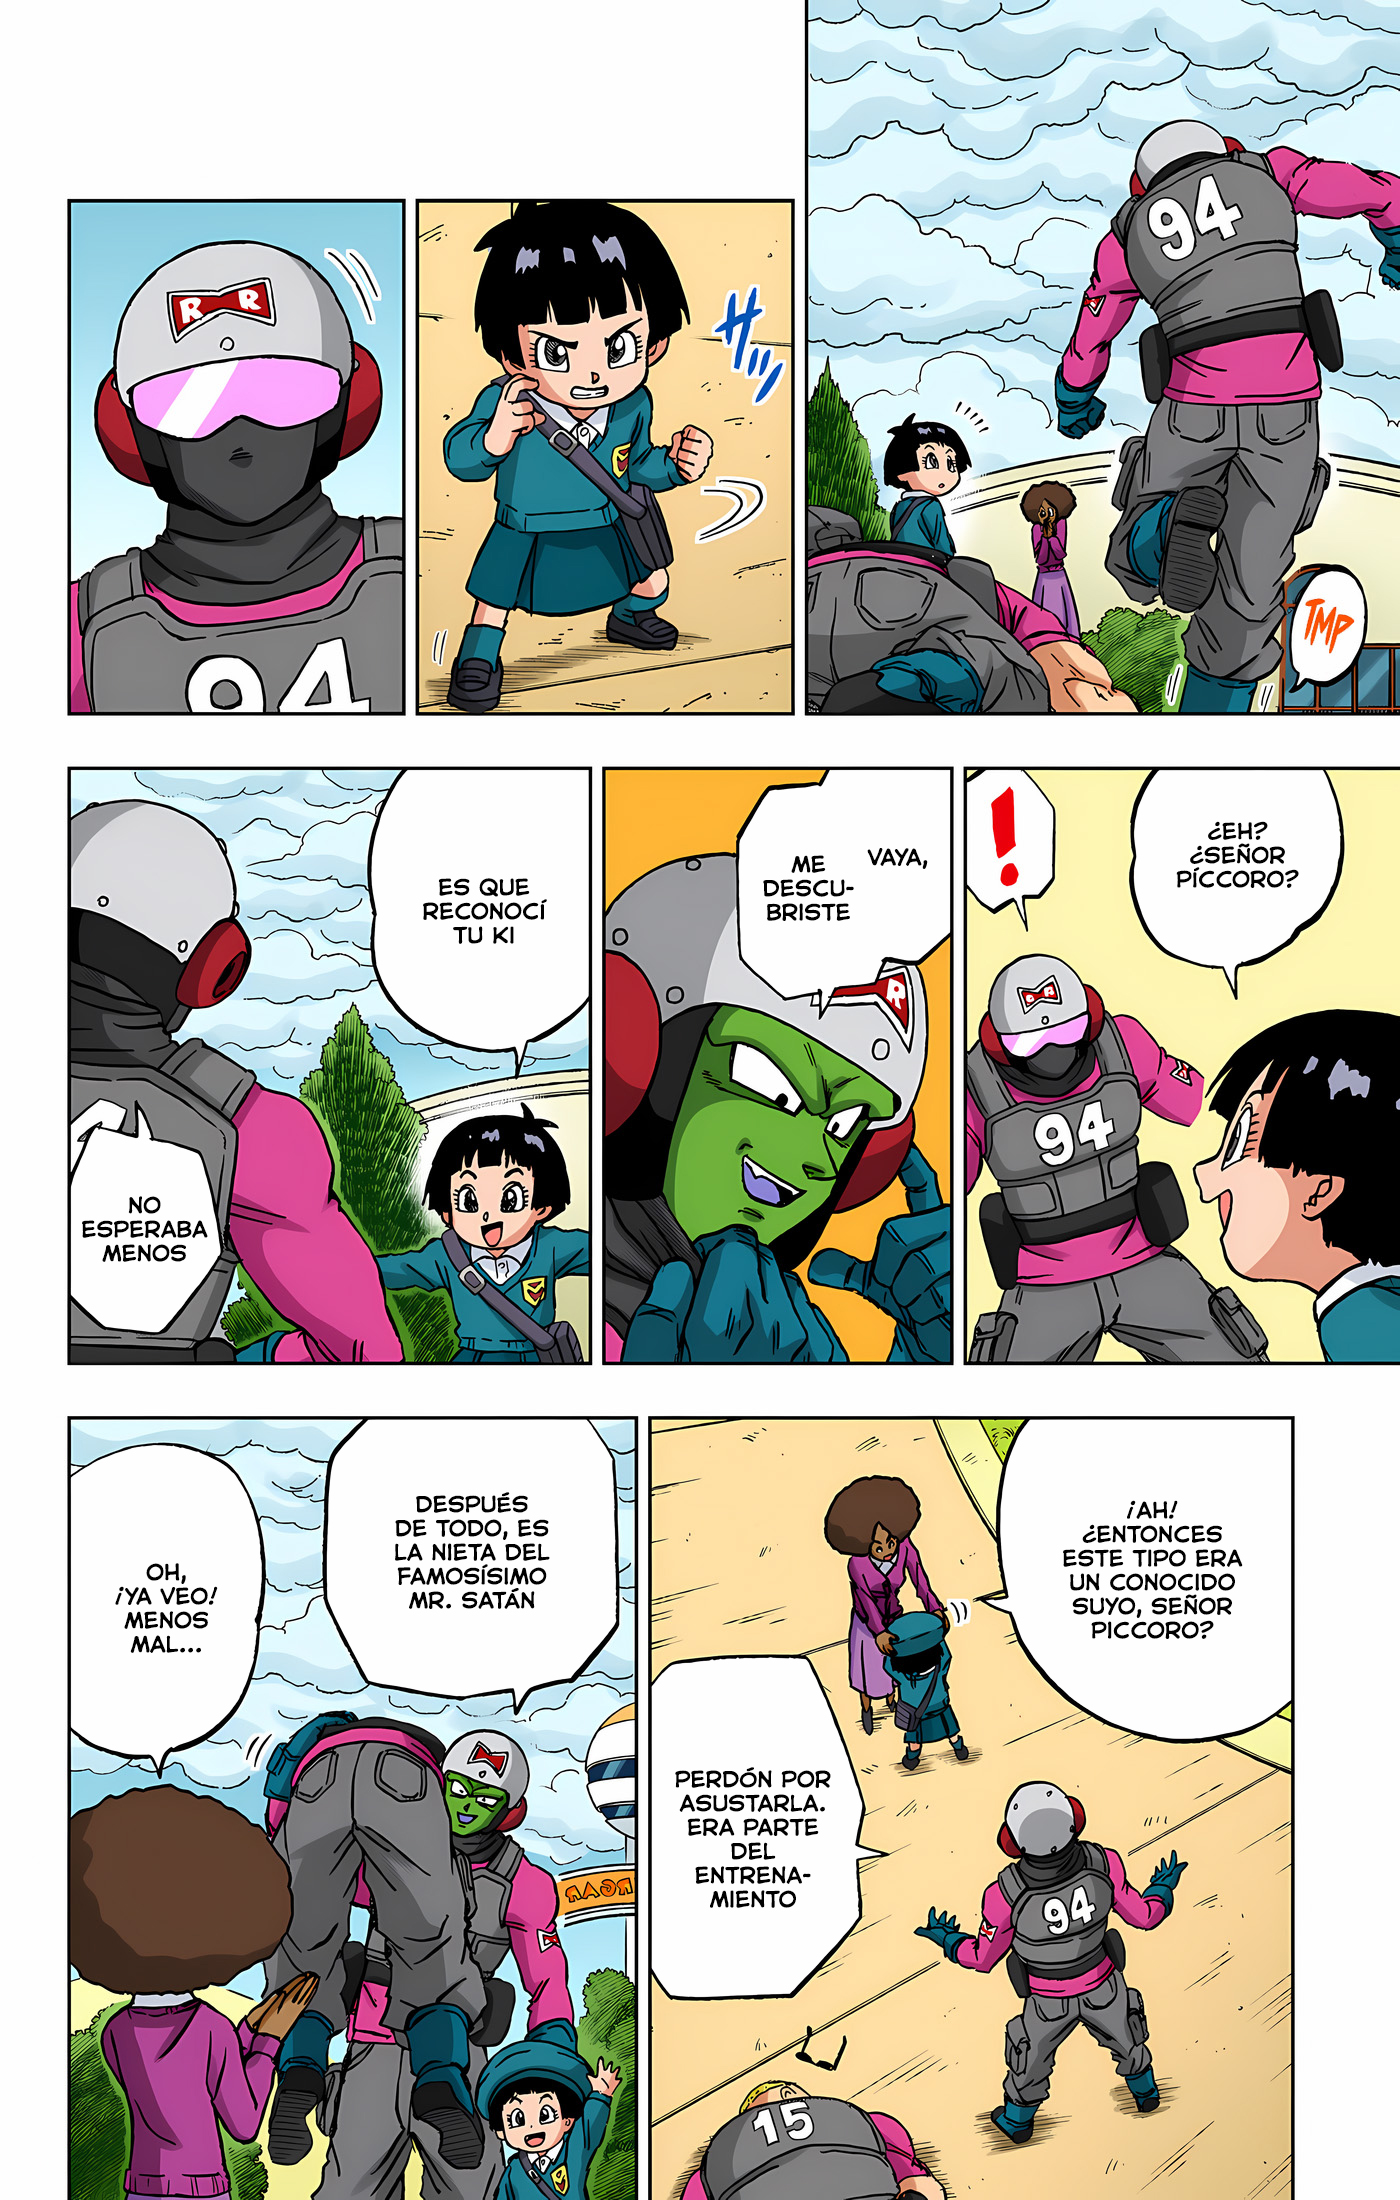 94
TMP
ザッ
R R
94
¿EH?
¿SEÑOR
PÍCCORO?
!
94
VAYA,
ME
DESCU-
BRISTE
R
ES QUE
RECONOCÍ
TU KI
NO
ESPERABA
MENOS
¡AH!
¿ENTONCES
ESTE TIPO ERA
UN CONOCIDO
SUYO, SEÑOR
PICCORO?
PERDÓN POR
ASUSTARLA.
ERA PARTE
DEL
ENTRENA-
MIENTO
94
15
DESPUÉS
DE TODO, ES
LA NIETA DEL
FAMOSÍSIMO
MR. SATÁN
OH,
¡YA VEO!
MENOS
MAL...